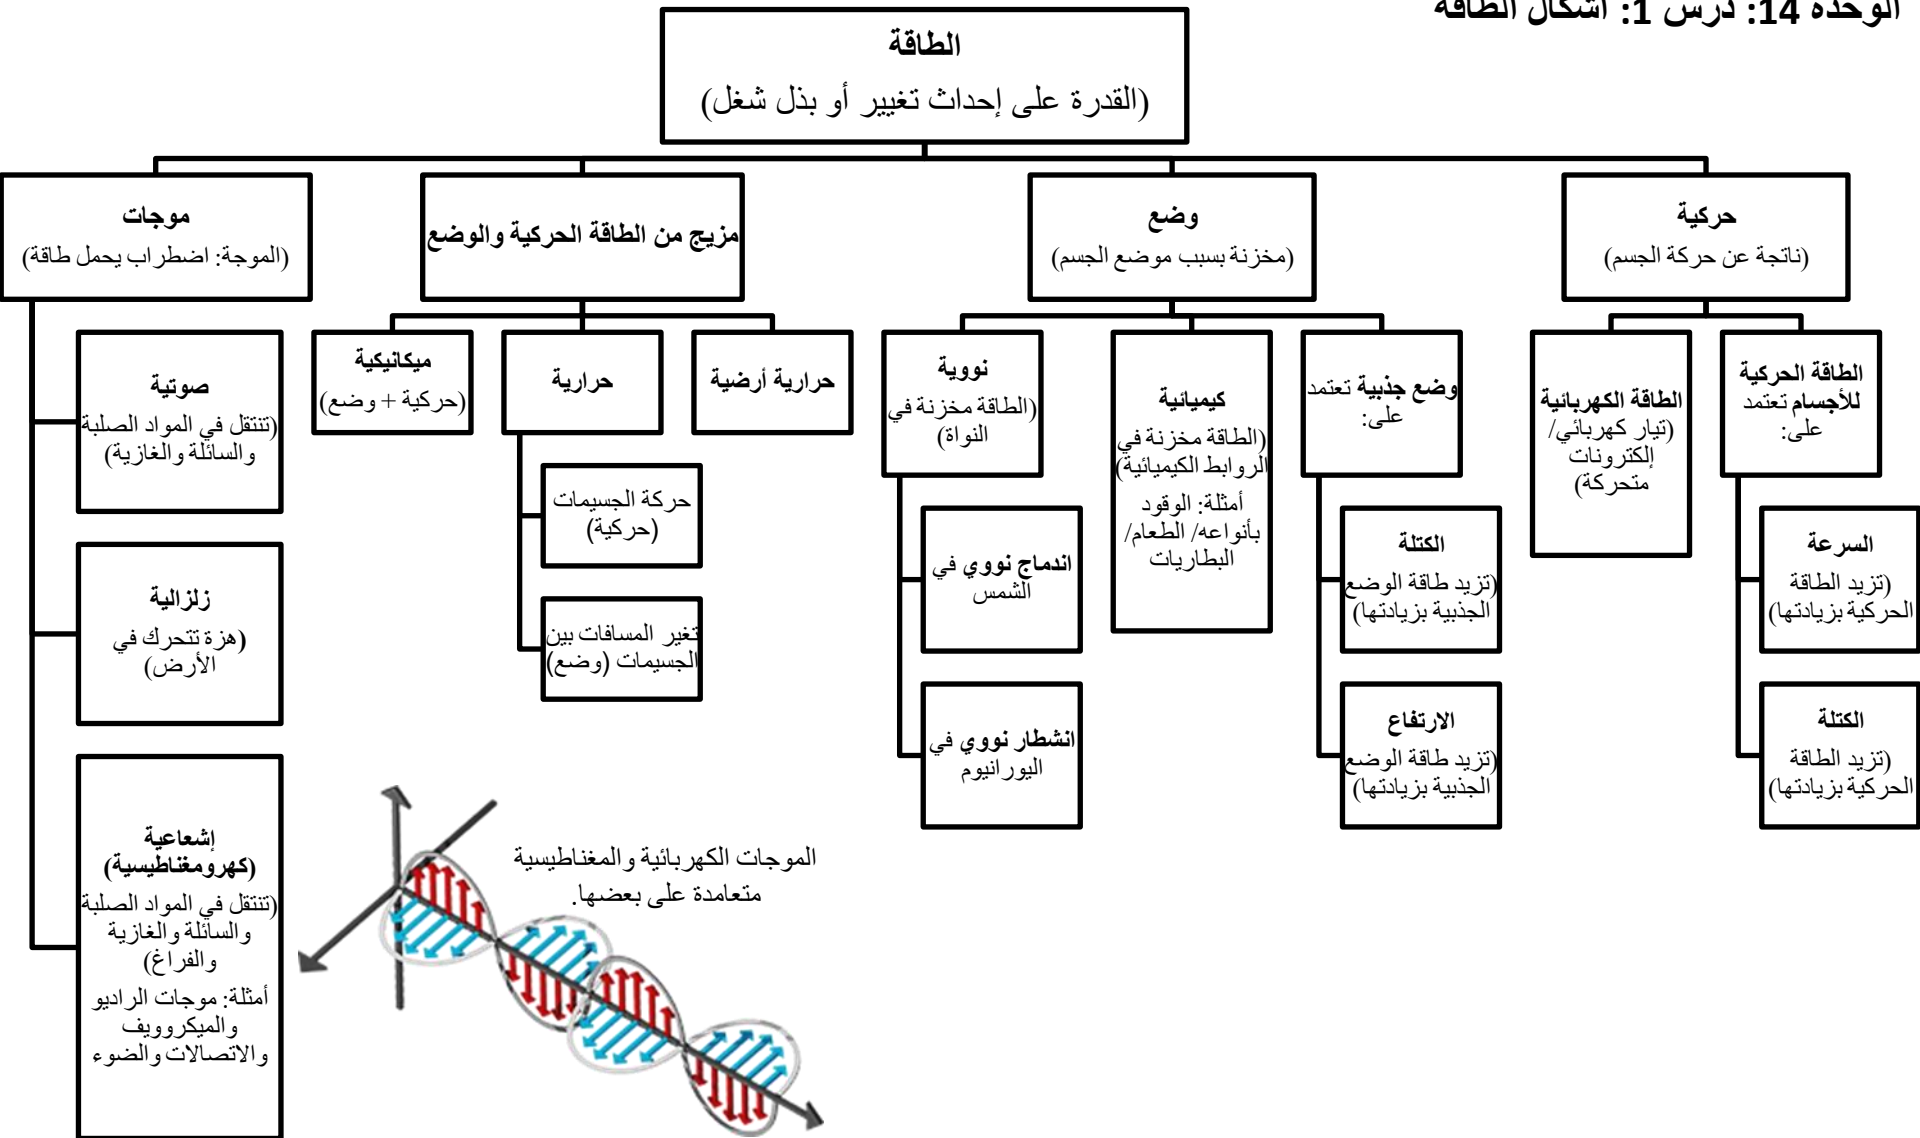 الوحدة 14: درس 1: أشكال الطاقة
الطاقة
(القدرة على إحداث تغيير أو بذل شغل)
حركية
(ناتجة عن حركة الجسم)
الطاقة الحركية
للأجسام تعتمد
على:
السرعة
(تزيد الطاقة
الحركية بزيادتها)
الكتلة
(تزيد الطاقة
الحركية بزيادتها)
الطاقة الكهربائية
(تيار كهربائي/
إلكترونات
متحركة)
وضع
(مخزنة بسبب موضع الجسم)
وضع جذبية تعتمد
على:
الكتلة
(تزيد طاقة الوضع
الجذبية بزيادتها)
الارتفاع
(تزيد طاقة الوضع
الجذبية بزيادتها)
كيميائية
(الطاقة مخزنة في
الروابط الكيميائية)
أمثلة: الوقود
بأنواعه/ الطعام/
البطاريات
نووية
(الطاقة مخزنة في
النواة)
اندماج نووي في
الشمس
انشطار نووي في
اليورانيوم
مزيج من الطاقة الحركية والوضع
حرارية أرضية
حرارية
حركة الجسيمات
(حركية)
تغير المسافات بين
الجسيمات (وضع)
ميكانيكية
(حركية + وضع)
موجات
(الموجة: اضطراب يحمل طاقة)
صوتية
(تنتقل في المواد الصلبة
والسائلة والغازية)
زلزالية
(هزة تتحرك في
الأرض)
إشعاعية
(كهرومغناطيسية)
(تنتقل في المواد الصلبة
والسائلة والغازية
والفراغ)
أمثلة: موجات الراديو
والميكروويف
والاتصالات والضوء
الموجات الكهربائية والمغناطيسية
متعامدة على بعضها.